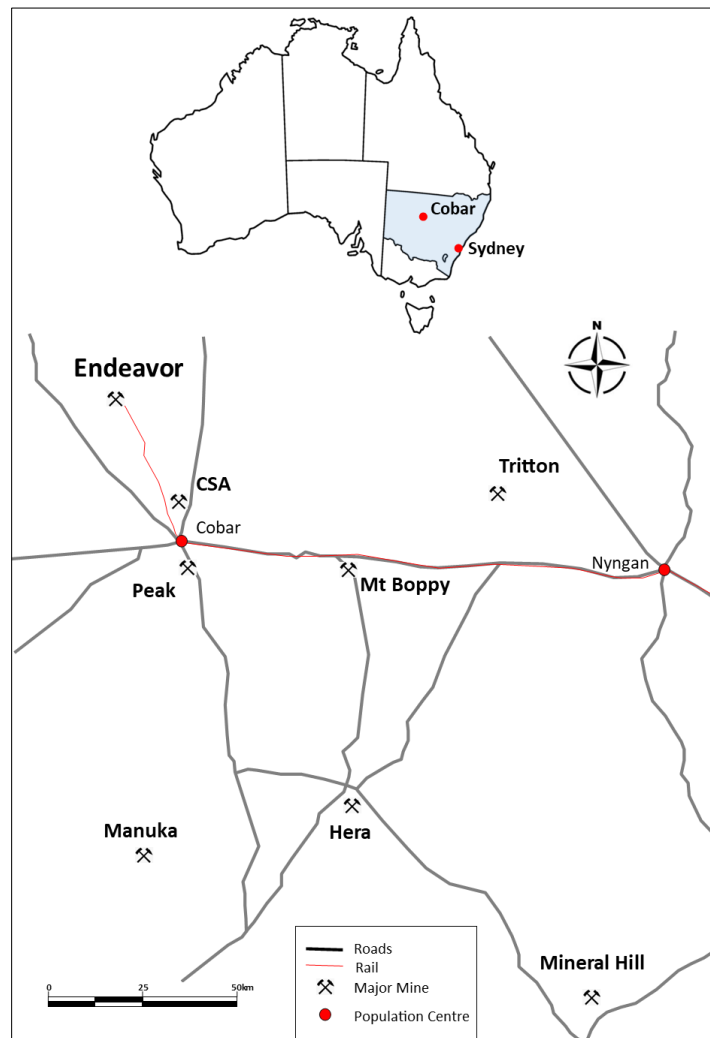 Cobar
Sydney
N
Endeavor
Tritton
CSA
Cobar
Nyngan
Peak
Mt Boppy
Manuka
Hera
Roads
Rail
Major Mine
Population Centre
Mineral Hill
0 25 50km